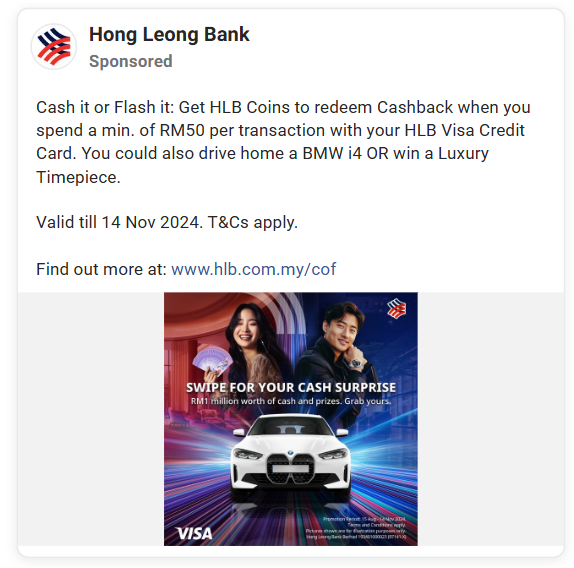 Hong Leong Bank
Sponsored
Cash it or Flash it: Get HLB Coins to redeem Cashback when you
spend a min. of RM50 per transaction with your HLB Visa Credit
Card. You could also drive home a BMW i4 OR win a Luxury
Timepiece.
Valid till 14 Nov 2024. T&Cs apply.
Find out more at: www.hlb.com.my/cof
SWIPE FOR YOUR CASH SURPRISE
RM1 million worth of cash and prizes. Grab yours.
Promotion Period: 15 Aug - 14 Nov 2024.
Terms and Conditions apply.
Pictures shown are for illustration purposes only.
Hong Leong Bank Berhad 193401000023 (97141-X)
VISA